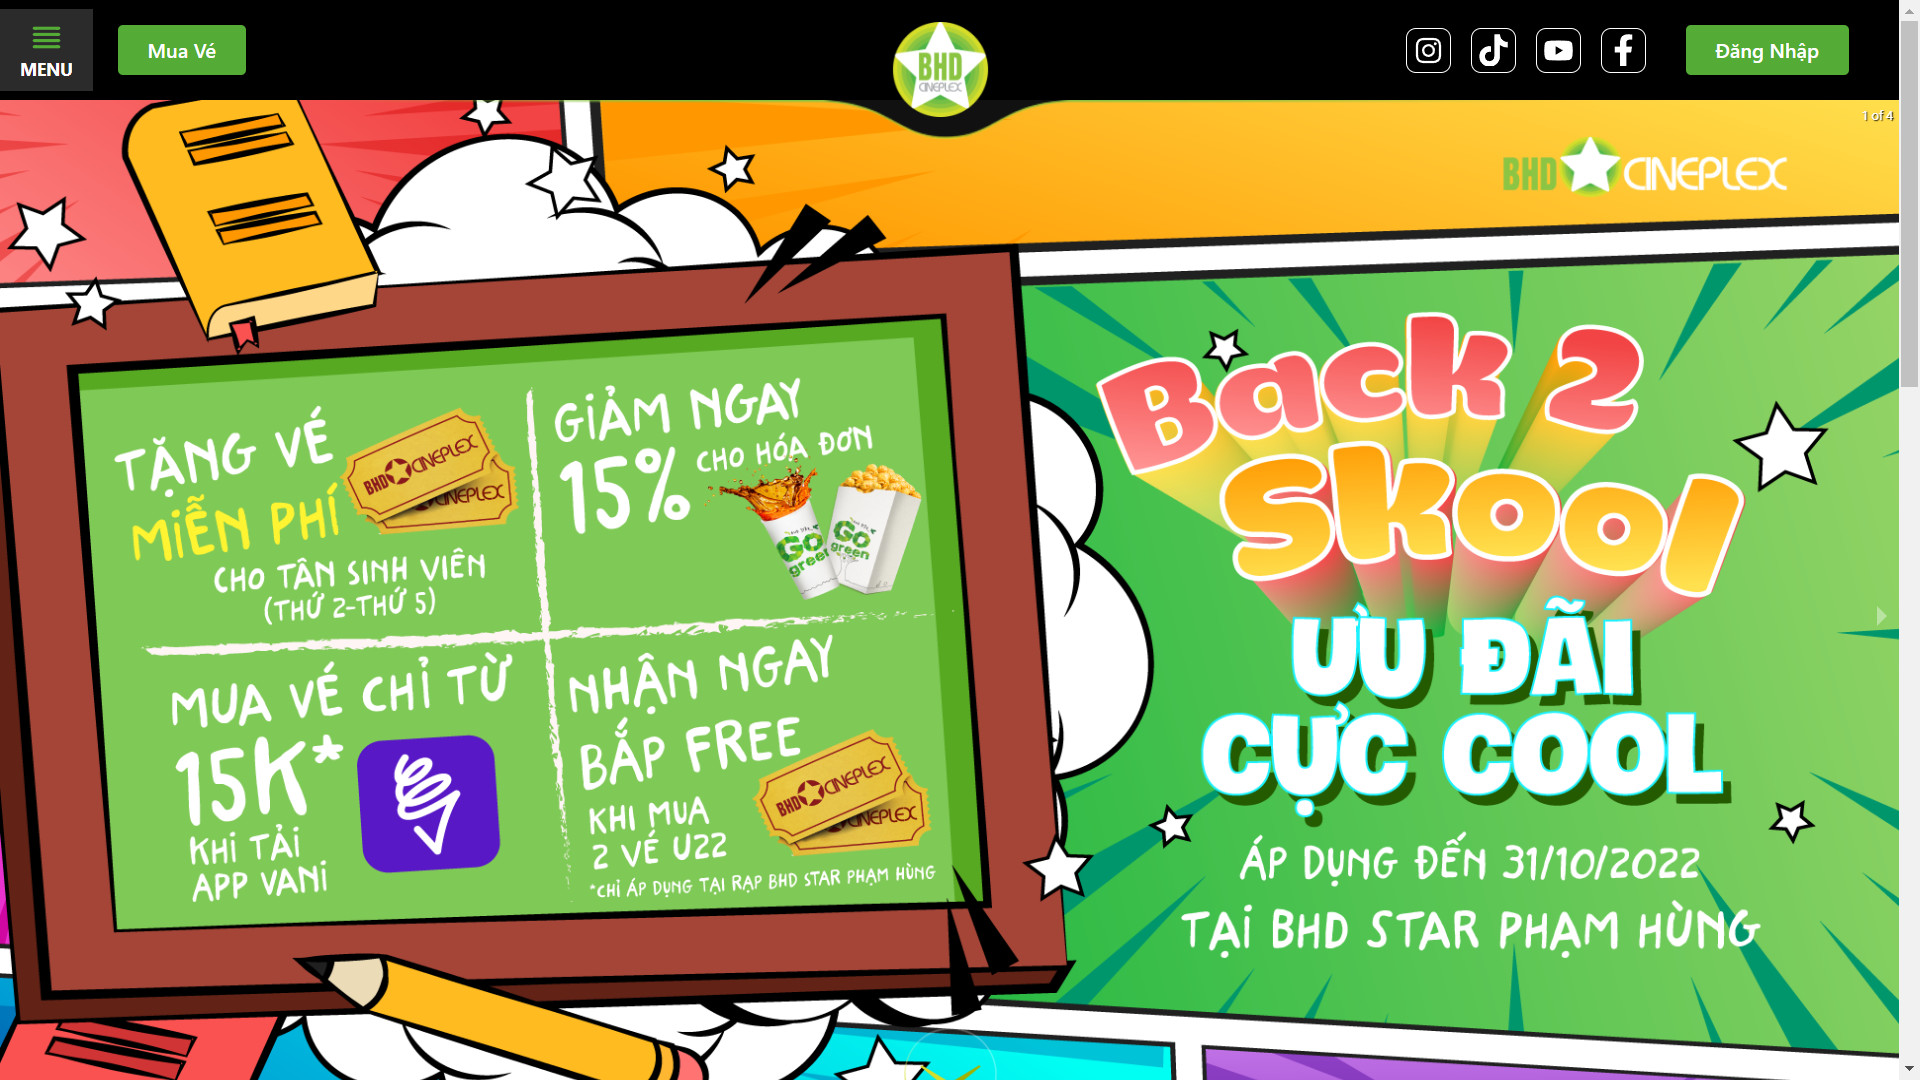 MENU
Mua Vé
BHD
CINEPLEX
Đăng Nhập
1 of 4
BHD CINEPLEX
TẶNG VÉ
MIỄN PHÍ
CHO TÂN SINH VIÊN
(THỨ 2-THỨ 5)
BHD CINEPLEX
CINEPLEX
GIẢM NGAY
15% CHO HÓA ĐƠN
GO
green
GO
green
MUA VÉ CHỈ TỪ
15K*
KHI TẢI
APP VANI
NHẬN NGAY
BẮP FREE
KHI MUA
2 VÉ U22
BHD CINEPLEX
CINEPLEX
*CHỈ ÁP DỤNG TẠI RẠP BHD STAR PHẠM HÙNG
Back 2
Skool
ƯU ĐÃI
CỰC COOL
ÁP DỤNG ĐẾN 31/10/2022
TẠI BHD STAR PHẠM HÙNG